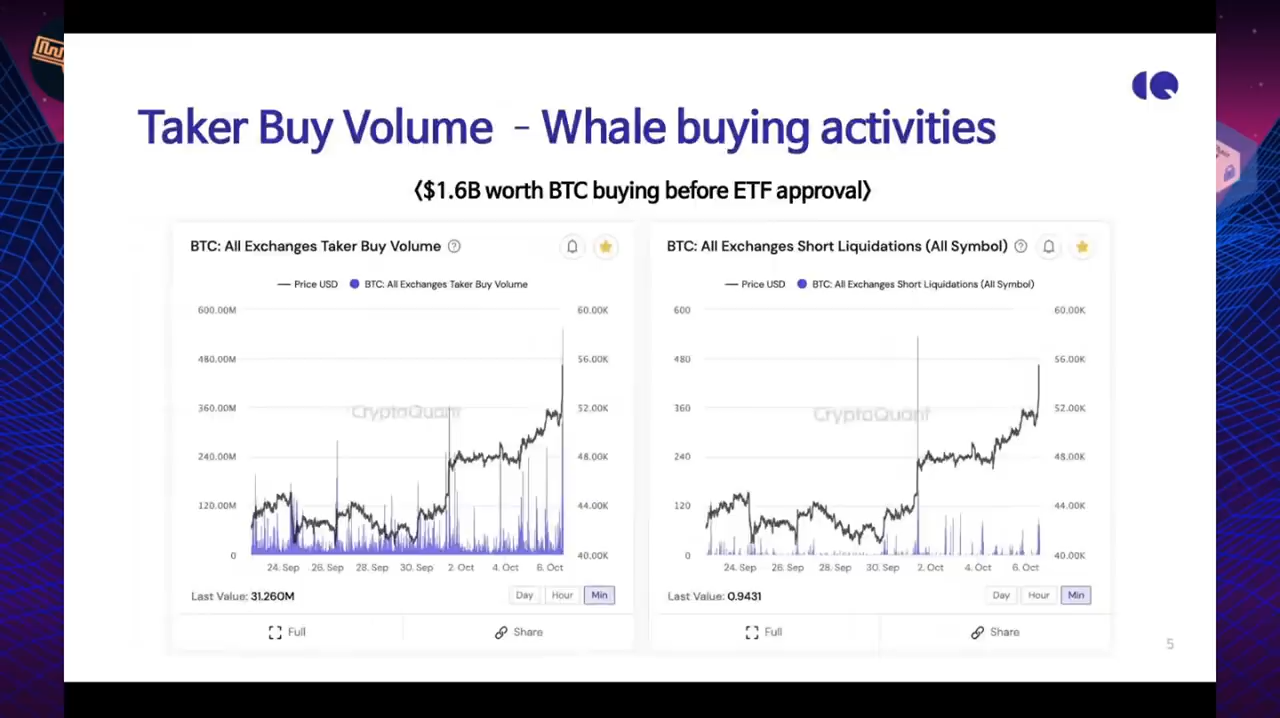 Taker Buy Volume - Whale buying activities
⟨$1.6B worth BTC buying before ETF approval⟩
BTC: All Exchanges Taker Buy Volume
Price USD BTC: All Exchanges Taker Buy Volume
600.00M 60.00K
480.00M 56.00K
360.00M 52.00K
240.00M 48.00K
120.00M 44.00K
0 40.00K
CryptoQuant
24. Sep 26. Sep 28. Sep 30. Sep 2. Oct 4. Oct 6. Oct
Last Value: 31.260M Day Hour Min
Full Share
BTC: All Exchanges Short Liquidations (All Symbol)
Price USD BTC: All Exchanges Short Liquidations (All Symbol)
600 60.00K
480 56.00K
360 52.00K
240 48.00K
120 44.00K
0 40.00K
CryptoQuant
24. Sep 26. Sep 28. Sep 30. Sep 2. Oct 4. Oct 6. Oct
Last Value: 0.9431 Day Hour Min
Full Share
5